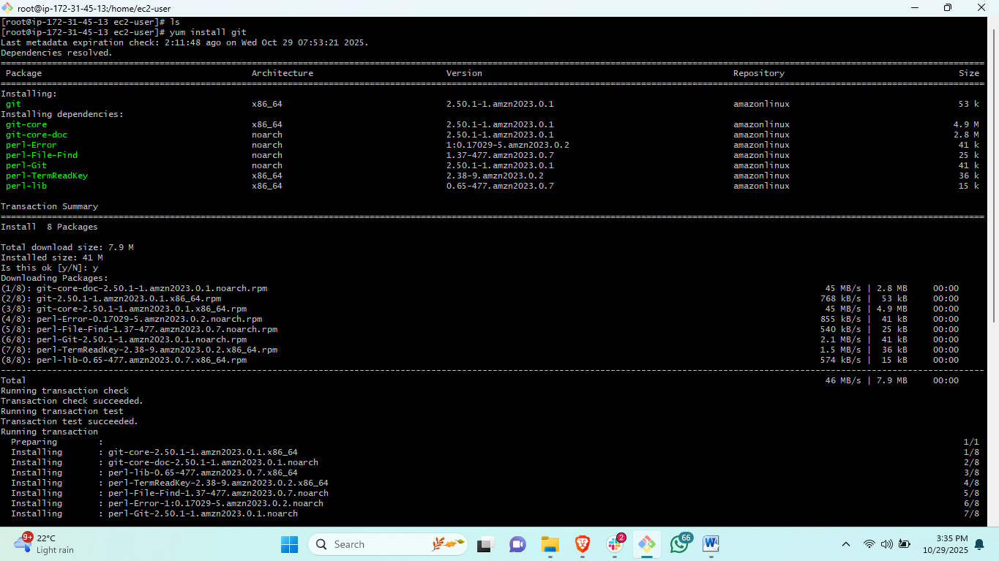 root@ip-172-31-45-13:/home/ec2-user
[root@ip-172-31-45-13 ec2-user]# ls
[root@ip-172-31-45-13 ec2-user]# yum install git
Last metadata expiration check: 2:11:48 ago on Wed Oct 29 07:53:21 2025.
Dependencies resolved.
Package Architecture Version Repository Size
Installing:
git x86_64 2.50.1-1.amzn2023.0.1 amazonlinux 53 k
Installing dependencies:
git-core x86_64 2.50.1-1.amzn2023.0.1 amazonlinux 4.9 M
git-core-doc noarch 2.50.1-1.amzn2023.0.1 amazonlinux 2.8 M
perl-Error noarch 1:0.17029-5.amzn2023.0.2 amazonlinux 41 k
perl-File-Find noarch 1.37-477.amzn2023.0.7 amazonlinux 25 k
perl-Git noarch 2.50.1-1.amzn2023.0.1 amazonlinux 41 k
perl-TermReadKey x86_64 2.38-9.amzn2023.0.2 amazonlinux 36 k
perl-lib x86_64 0.65-477.amzn2023.0.7 amazonlinux 15 k
Transaction Summary
Install 8 Packages
Total download size: 7.9 M
Installed size: 41 M
Is this ok [y/N]: y
Downloading Packages:
(1/8): git-core-doc-2.50.1-1.amzn2023.0.1.noarch.rpm 45 MB/s | 2.8 MB 00:00
(2/8): git-2.50.1-1.amzn2023.0.1.x86_64.rpm 768 kB/s | 53 kB 00:00
(3/8): git-core-2.50.1-1.amzn2023.0.1.x86_64.rpm 45 MB/s | 4.9 MB 00:00
(4/8): perl-Error-0.17029-5.amzn2023.0.2.noarch.rpm 855 kB/s | 41 kB 00:00
(5/8): perl-File-Find-1.37-477.amzn2023.0.7.noarch.rpm 540 kB/s | 25 kB 00:00
(6/8): perl-Git-2.50.1-1.amzn2023.0.1.noarch.rpm 2.1 MB/s | 41 kB 00:00
(7/8): perl-TermReadKey-2.38-9.amzn2023.0.2.x86_64.rpm 1.5 MB/s | 36 kB 00:00
(8/8): perl-lib-0.65-477.amzn2023.0.7.x86_64.rpm 574 kB/s | 15 kB 00:00
Total 46 MB/s | 7.9 MB 00:00
Running transaction check
Transaction check succeeded.
Running transaction test
Transaction test succeeded.
Running transaction
Preparing : 1/1
Installing : git-core-2.50.1-1.amzn2023.0.1.x86_64 1/8
Installing : git-core-doc-2.50.1-1.amzn2023.0.1.noarch 2/8
Installing : perl-lib-0.65-477.amzn2023.0.7.x86_64 3/8
Installing : perl-TermReadKey-2.38-9.amzn2023.0.2.x86_64 4/8
Installing : perl-File-Find-1.37-477.amzn2023.0.7.noarch 5/8
Installing : perl-Error-1:0.17029-5.amzn2023.0.2.noarch 6/8
Installing : perl-Git-2.50.1-1.amzn2023.0.1.noarch 7/8
9+
22°C
Light rain
Search
2
66
W
3:35 PM
10/29/2025